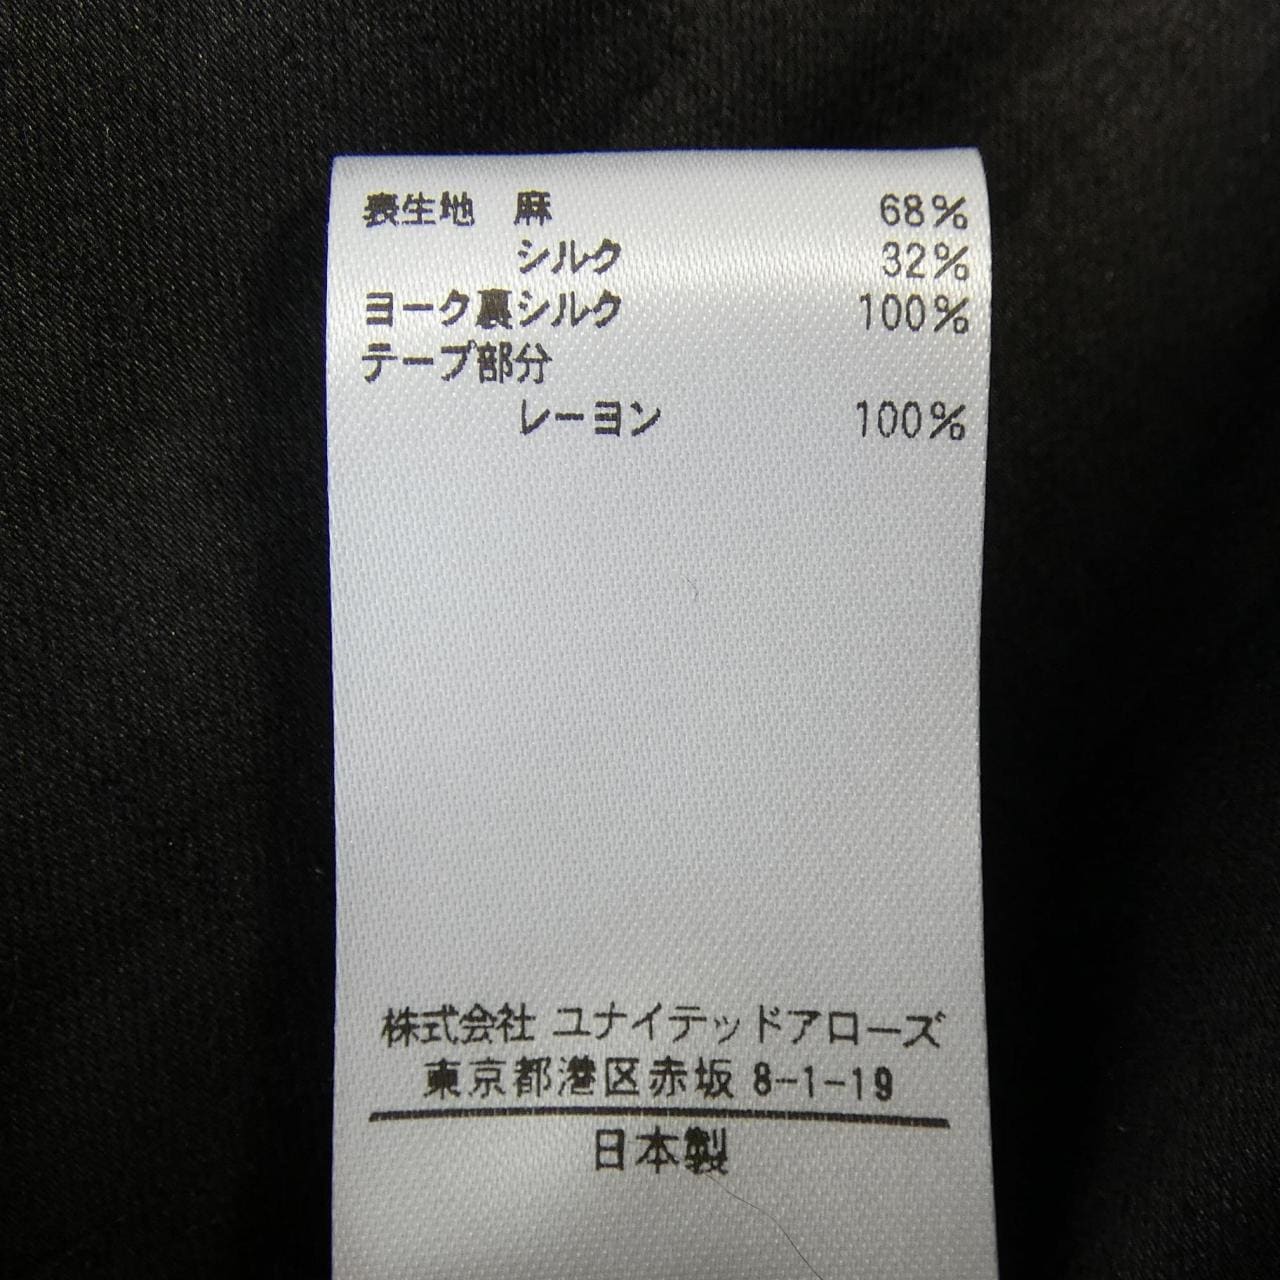 表生地 麻 68%
シルク 32%
ヨーク裏シルク 100%
テープ部分
レーヨン 100%
株式会社 ユナイテッドアローズ
東京都港区赤坂 8-1-19
日本製